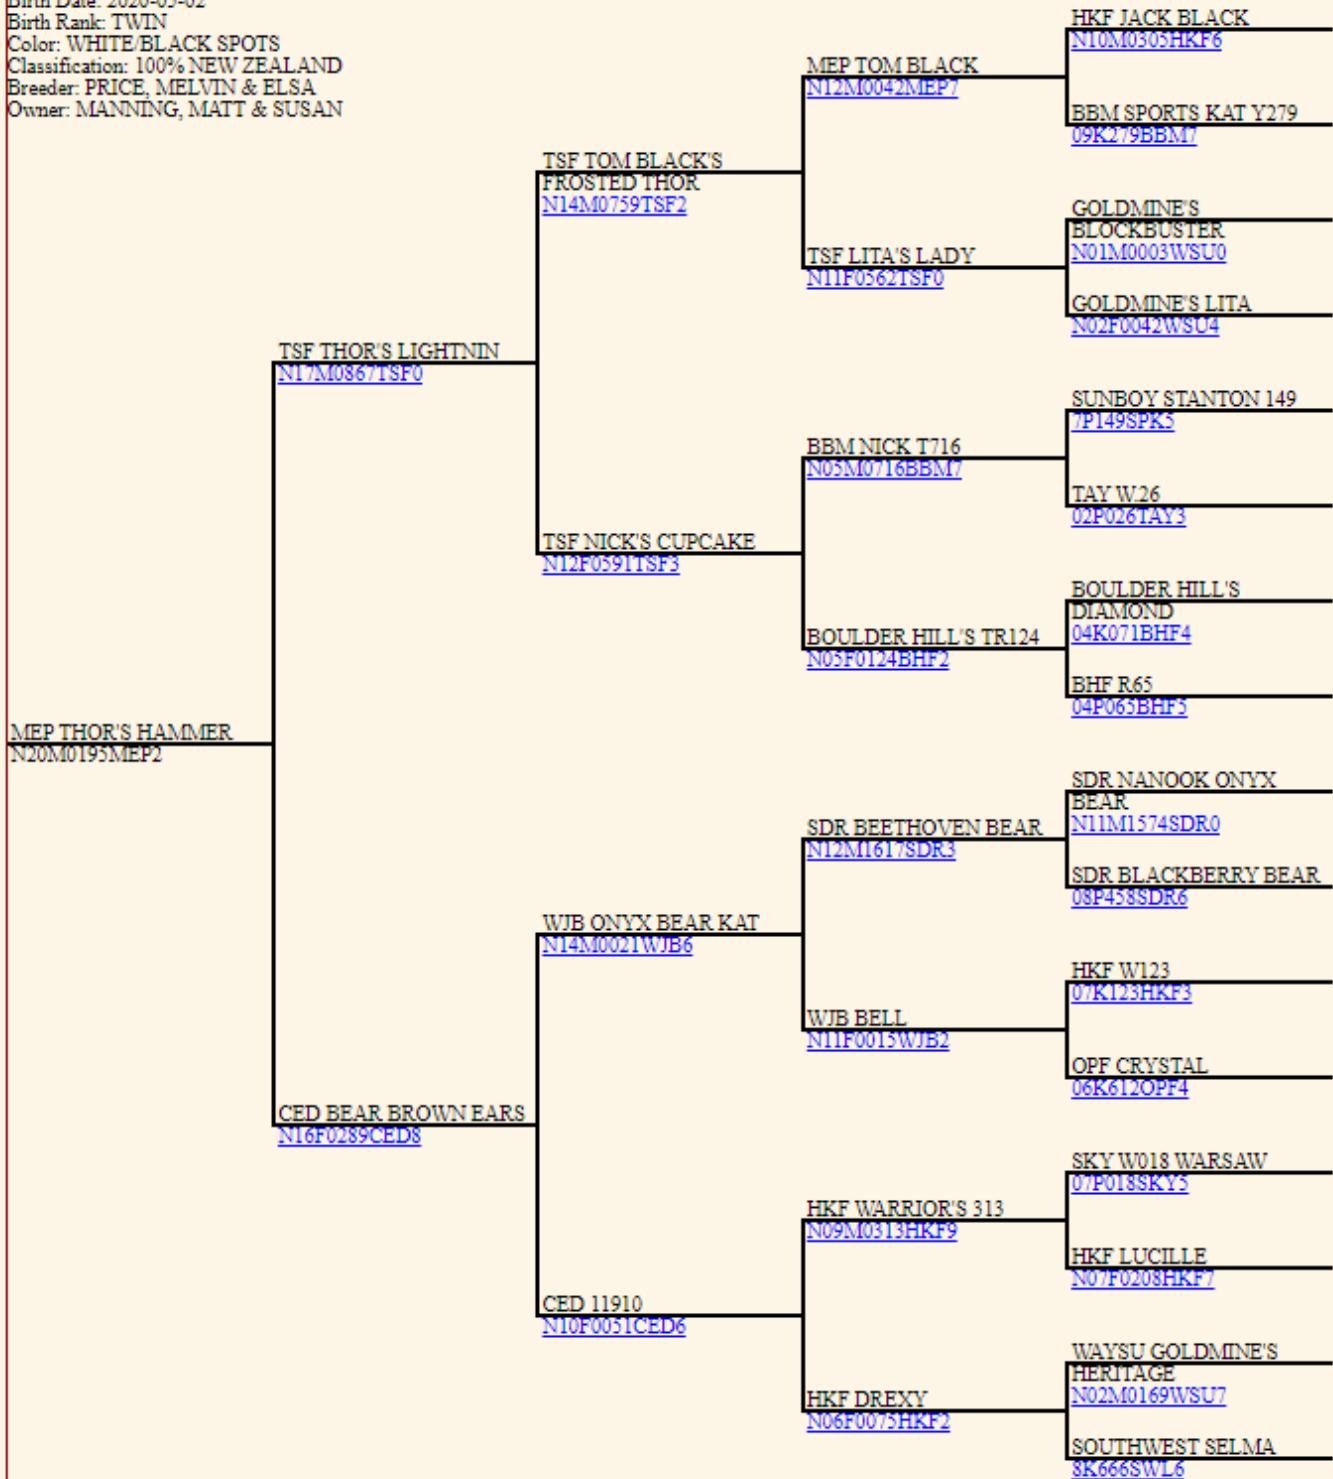 Birth Date: 2020-05-02
Birth Rank: TWIN
Color: WHITE/BLACK SPOTS
Classification: 100% NEW ZEALAND
Breeder: PRICE, MELVIN & ELSA
Owner: MANNING, MATT & SUSAN
MEP THOR'S HAMMER
N20M0195MEP2
TSF THOR'S LIGHTNIN
N17M0867TSF0
CED BEAR BROWN EARS
N16F0289CED8
TSF TOM BLACK'S
FROSTED THOR
N14M0759TSF2
TSF NICK'S CUPCAKE
N12F0591TSF3
WJB ONYX BEAR KAT
N14M0021WJB6
CED 11910
N10F0051CED6
MEP TOM BLACK
N12M0042MEP7
TSF LITA'S LADY
N11F0562TSF0
BBM NICK T716
N05M0716BBM7
BOULDER HILL'S TR124
N05F0124BHF2
SDR BEETHOVEN BEAR
N12M1617SDR3
WJB BELL
N11F0015WJB2
HKF WARRIOR'S 313
N09M0313HKF9
HKF DREXY
N06F0075HKF2
HKF JACK BLACK
N10M0305HKF6
BBM SPORTS KAT Y279
09K279BBM7
GOLDMINE'S
BLOCKBUSTER
N01M0003WSU0
GOLDMINE'S LITA
N02F0042WSU4
SUNBOY STANTON 149
7P149SPK5
TAY W.26
02P026TAY3
BOULDER HILL'S
DIAMOND
04K071BHF4
BHF R65
04P065BHF5
SDR NANOOK ONYX
BEAR
N11M1574SDR0
SDR BLACKBERRY BEAR
08P458SDR6
HKF W123
07K123HKF3
OPF CRYSTAL
06K612OPF4
SKY W018 WARSAW
07P018SKY5
HKF LUCILLE
N07F0208HKF7
WAYSU GOLDMINE'S
HERITAGE
N02M0169WSU7
SOUTHWEST SELMA
8K666SWL6